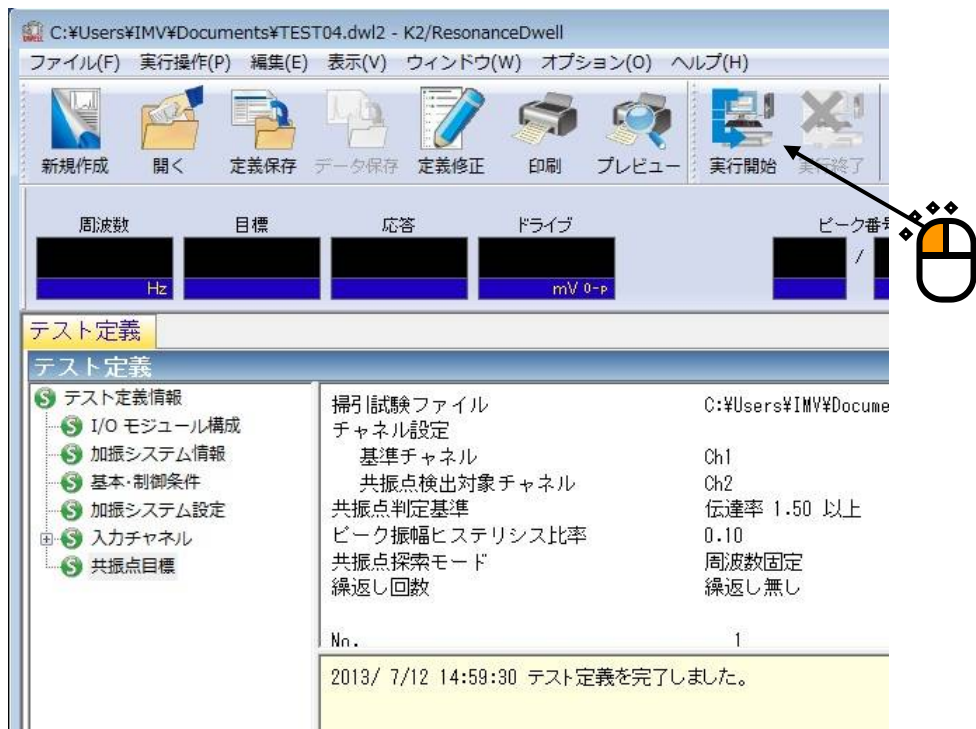 C:¥Users¥IMV¥Documents¥TEST04.dwl2 - K2/ResonanceDwell
ファイル(F) 実行操作(P) 編集(E) 表示(V) ウィンドウ(W) オプション(O) ヘルプ(H)
新規作成 開く 定義保存 データ保存 定義修正 印刷 プレビュー 実行開始 実行終了
周波数 目標 応答 ドライブ ピーク番号
/
Hz mV 0-P
テスト定義
テスト定義
テスト定義情報
I/O モジュール構成
加振システム情報
基本・制御条件
加振システム設定
入力チャネル
共振点目標
掃引試験ファイル C:¥Users¥IMV¥Docume
チャネル設定
基準チャネル Ch1
共振点検出対象チャネル Ch2
共振点判定基準 伝達率 1.50 以上
ピーク振幅ヒステリシス比率 0.10
共振点探索モード 周波数固定
繰返し回数 繰返し無し
No. 1
2013/ 7/12 14:59:30 テスト定義を完了しました。